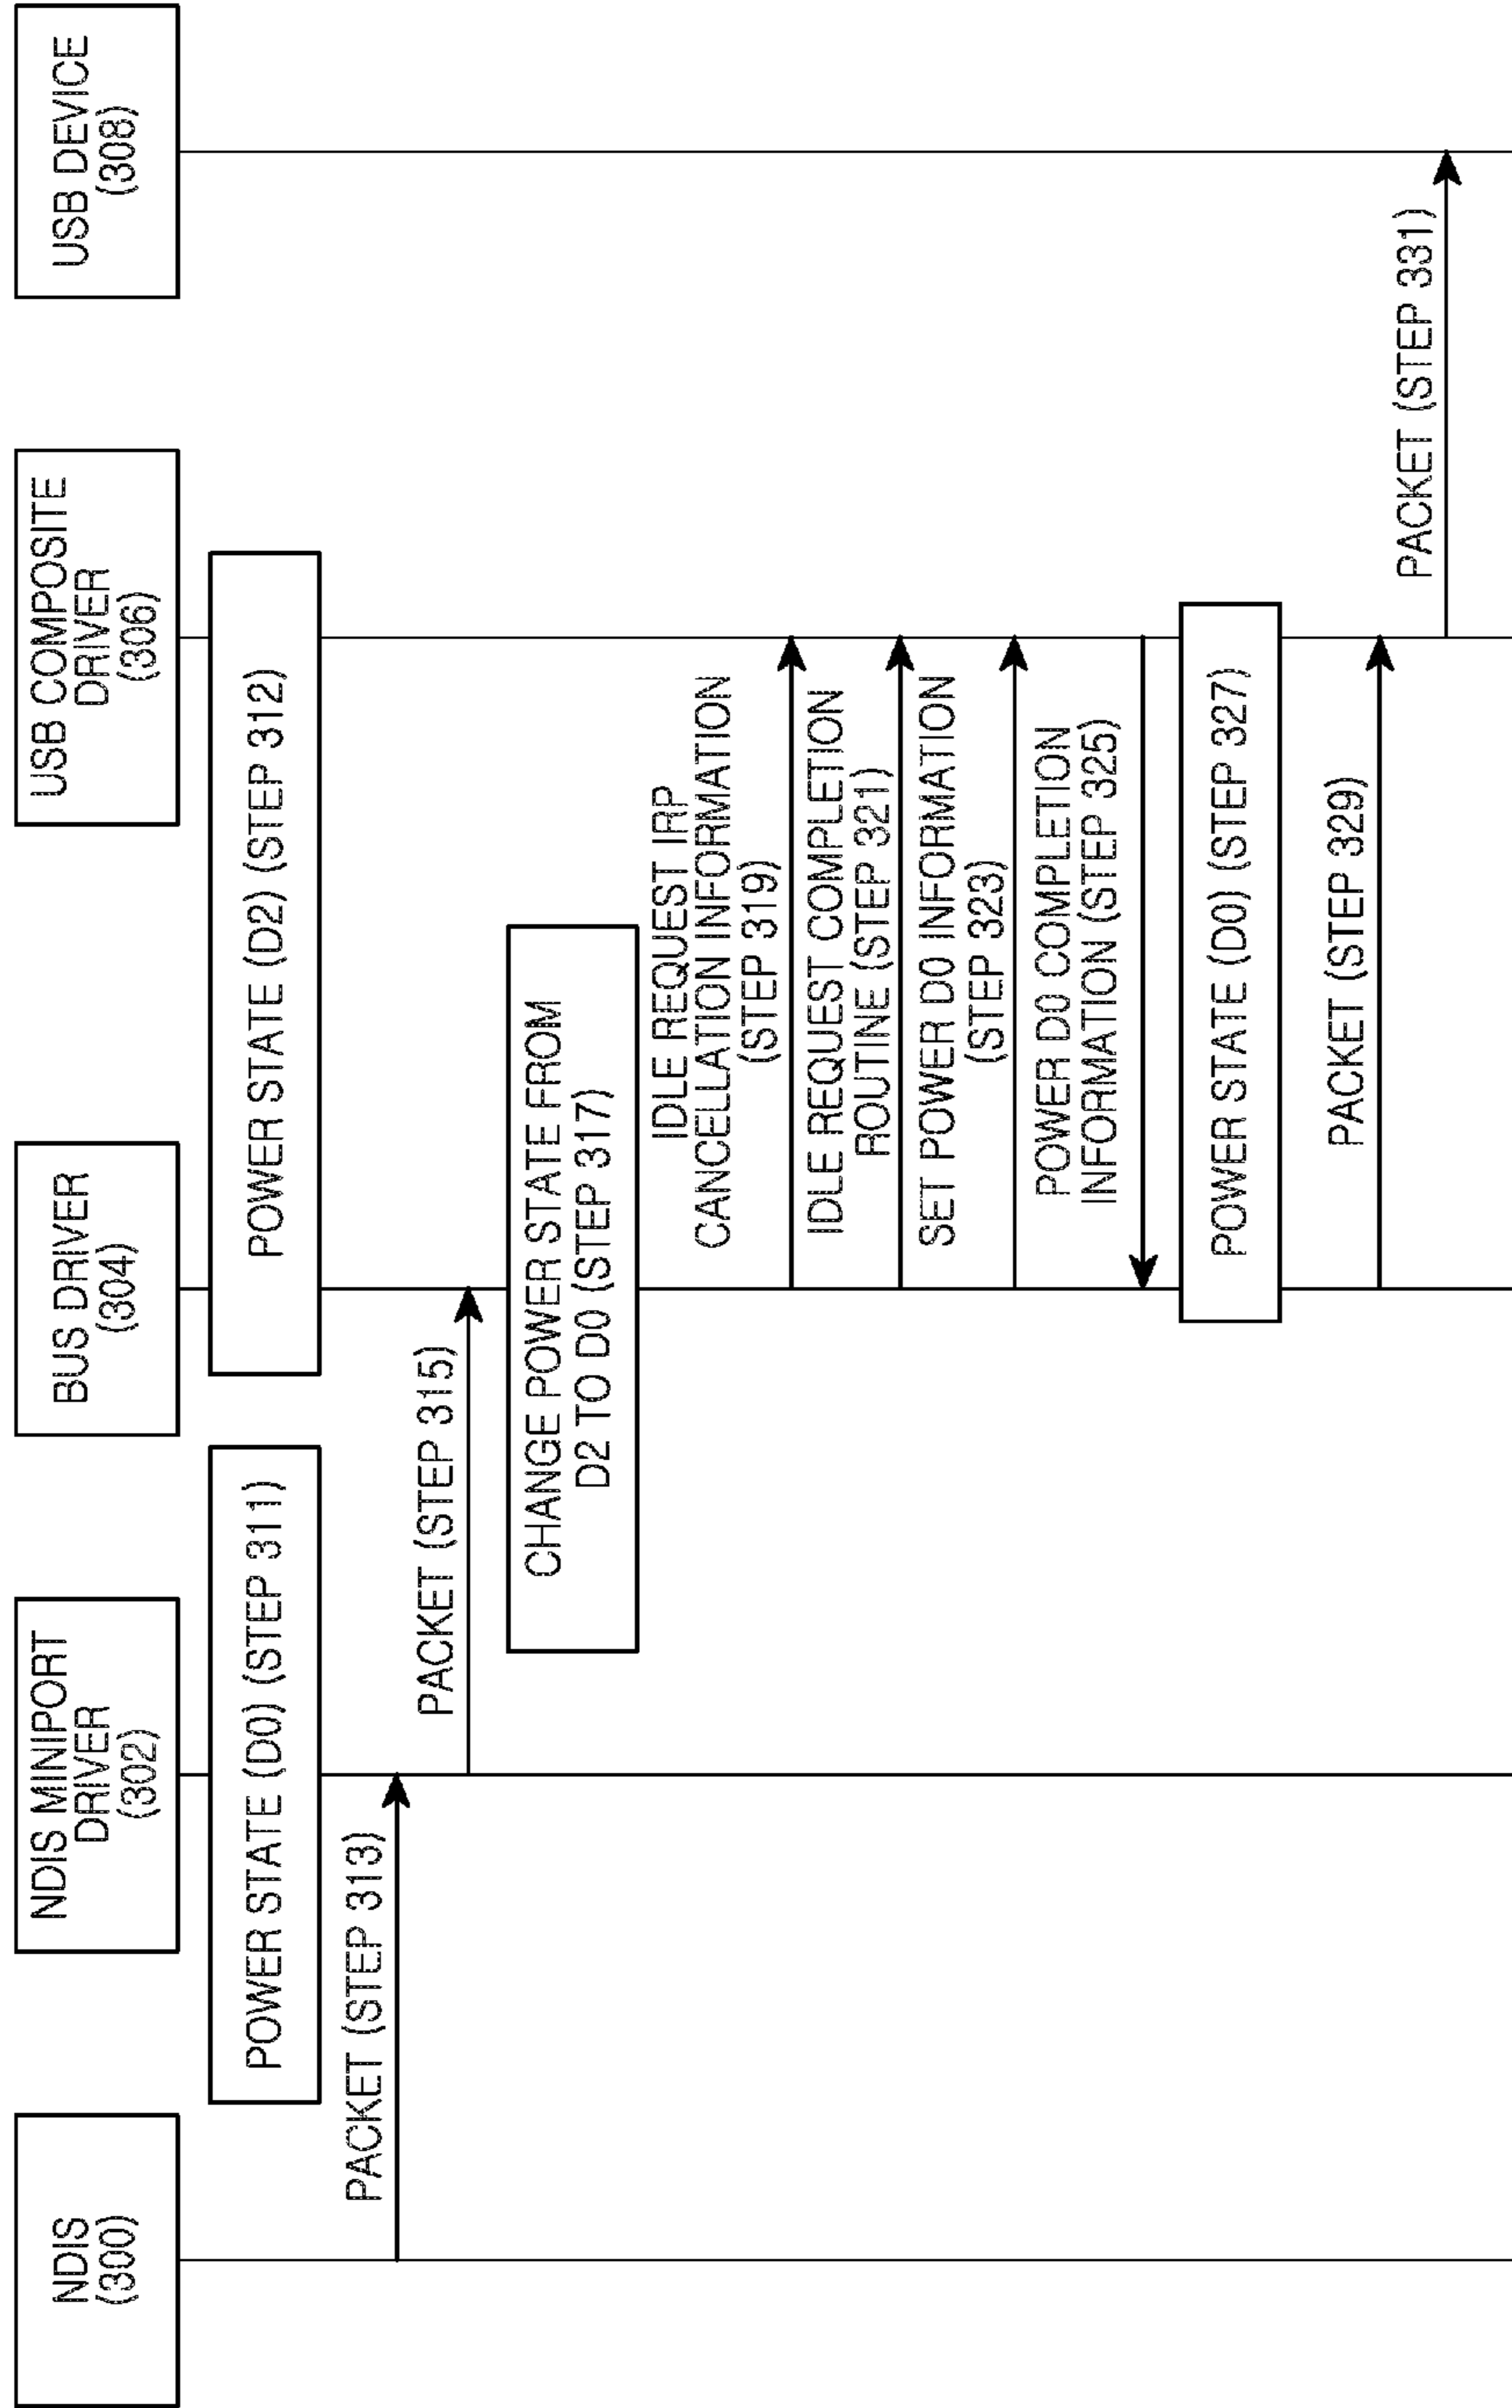 NDIS
(300)
NDIS MINIPORT
DRIVER
(302)
BUS DRIVER
(304)
USB COMPOSITE
DRIVER
(306)
USB DEVICE
(308)
POWER STATE (D0) (STEP 311)
POWER STATE (D2) (STEP 312)
PACKET (STEP 313)
PACKET (STEP 315)
CHANGE POWER STATE FROM
D2 TO D0 (STEP 317)
IDLE REQUEST IRP
CANCELLATION INFORMATION
(STEP 319)
IDLE REQUEST COMPLETION
ROUTINE (STEP 321)
SET POWER D0 INFORMATION
(STEP 323)
POWER D0 COMPLETION
INFORMATION (STEP 325)
POWER STATE (D0) (STEP 327)
PACKET (STEP 329)
PACKET (STEP 331)